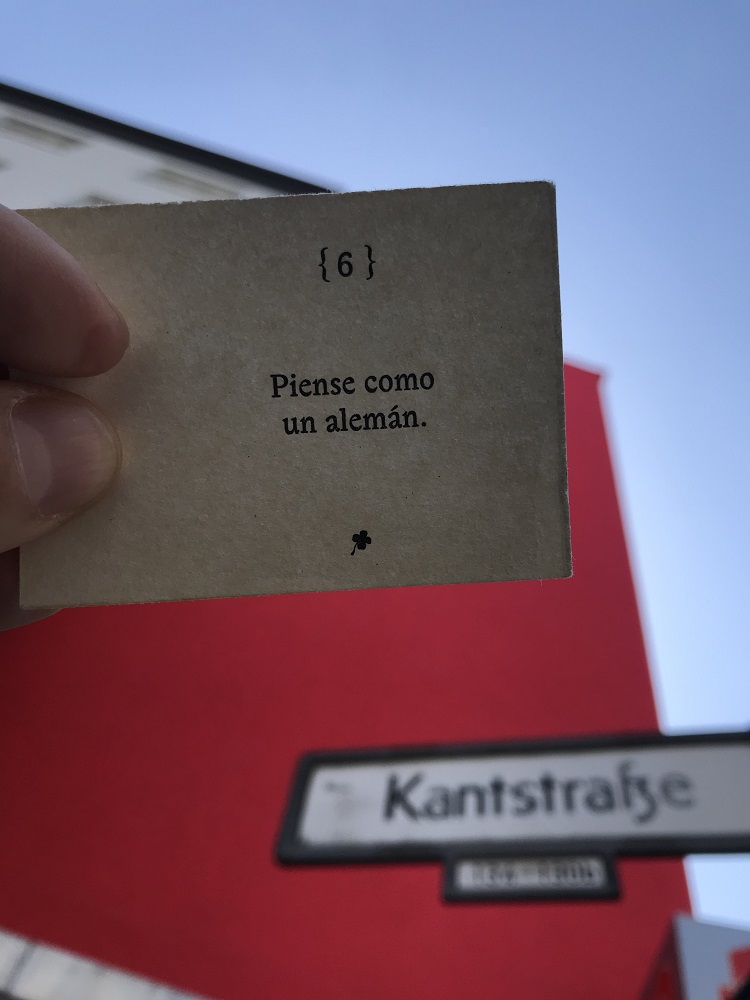 { 6 }
Piense como
un alemán.
Kantstraße